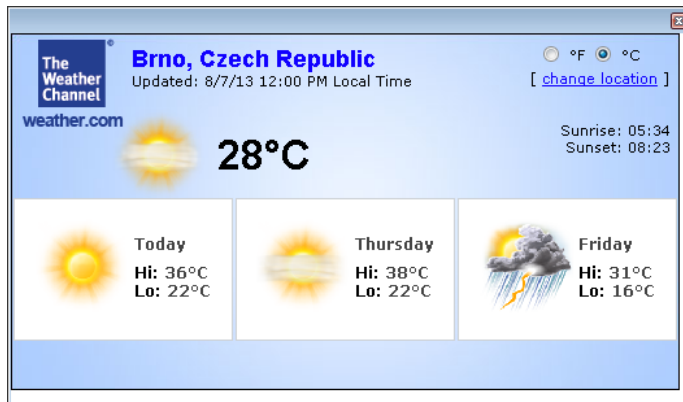 The
Weather
Channel
weather.com
Brno, Czech Republic
Updated: 8/7/13 12:00 PM Local Time
°F °C
[ change location ]
Sunrise: 05:34
Sunset: 08:23
28°C
Today
Hi: 36°C
Lo: 22°C
Thursday
Hi: 38°C
Lo: 22°C
Friday
Hi: 31°C
Lo: 16°C